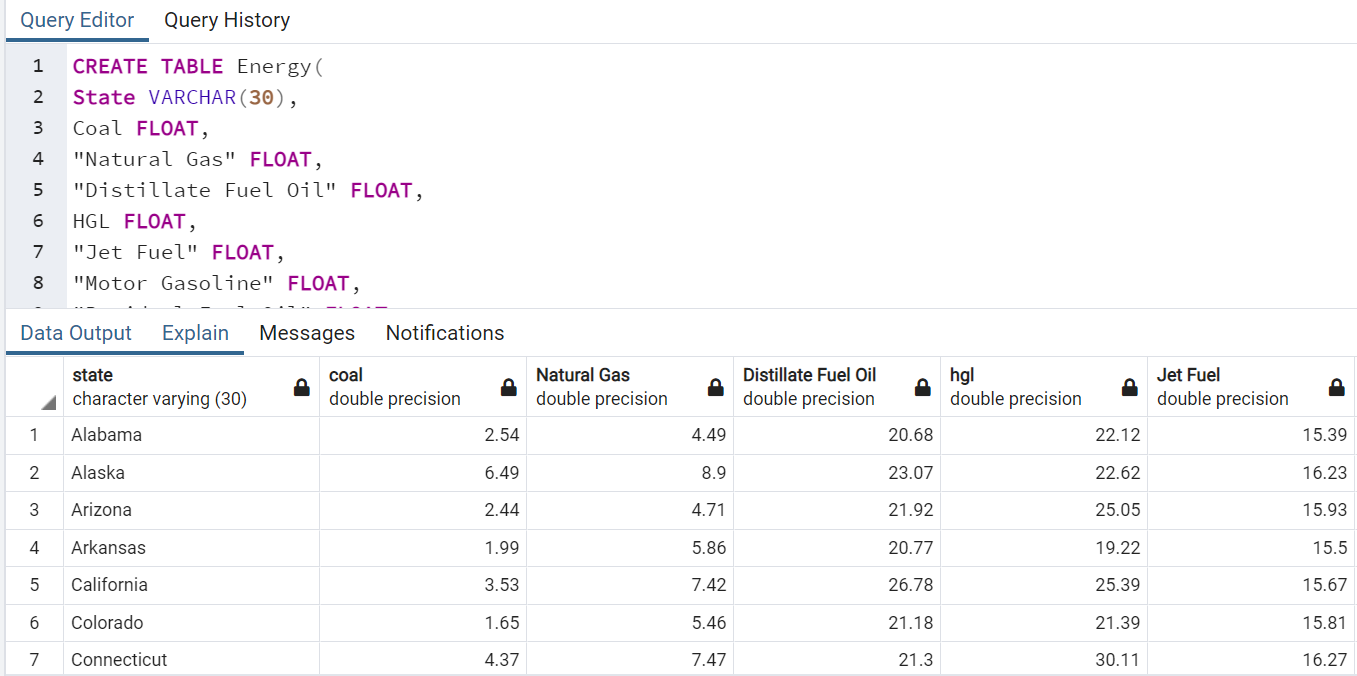 Query Editor Query History
1 CREATE TABLE Energy(
2 State VARCHAR(30),
3 Coal FLOAT,
4 "Natural Gas" FLOAT,
5 "Distillate Fuel Oil" FLOAT,
6 HGL FLOAT,
7 "Jet Fuel" FLOAT,
8 "Motor Gasoline" FLOAT,
Data Output Explain Messages Notifications
state coal Natural Gas Distillate Fuel Oil hgl Jet Fuel
character varying (30) double precision double precision double precision double precision double precision
1 Alabama 2.54 4.49 20.68 22.12 15.39
2 Alaska 6.49 8.9 23.07 22.62 16.23
3 Arizona 2.44 4.71 21.92 25.05 15.93
4 Arkansas 1.99 5.86 20.77 19.22 15.5
5 California 3.53 7.42 26.78 25.39 15.67
6 Colorado 1.65 5.46 21.18 21.39 15.81
7 Connecticut 4.37 7.47 21.3 30.11 16.27